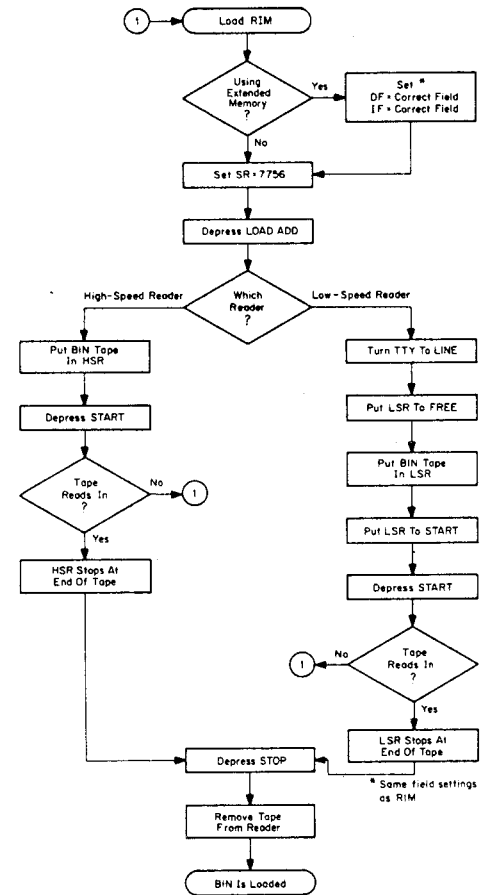 1
Load RIM
Using
Extended
Memory
?
Yes
Set *
DF = Correct Field
IF = Correct Field
No
Set SR = 7756
Depress LOAD ADD
High-Speed Reader
Which
Reader
?
Low-Speed Reader
Put BIN Tape
In HSR
Turn TTY To LINE
Depress START
Put LSR To FREE
Tape
Reads In
?
No
1
Yes
Put BIN Tape
In LSR
Put LSR To START
HSR Stops At
End Of Tape
Depress START
1
No
Tape
Reads In
?
Yes
LSR Stops At
End Of Tape
Depress STOP
* Same field settings
as RIM
Remove Tape
From Reader
BIN Is Loaded